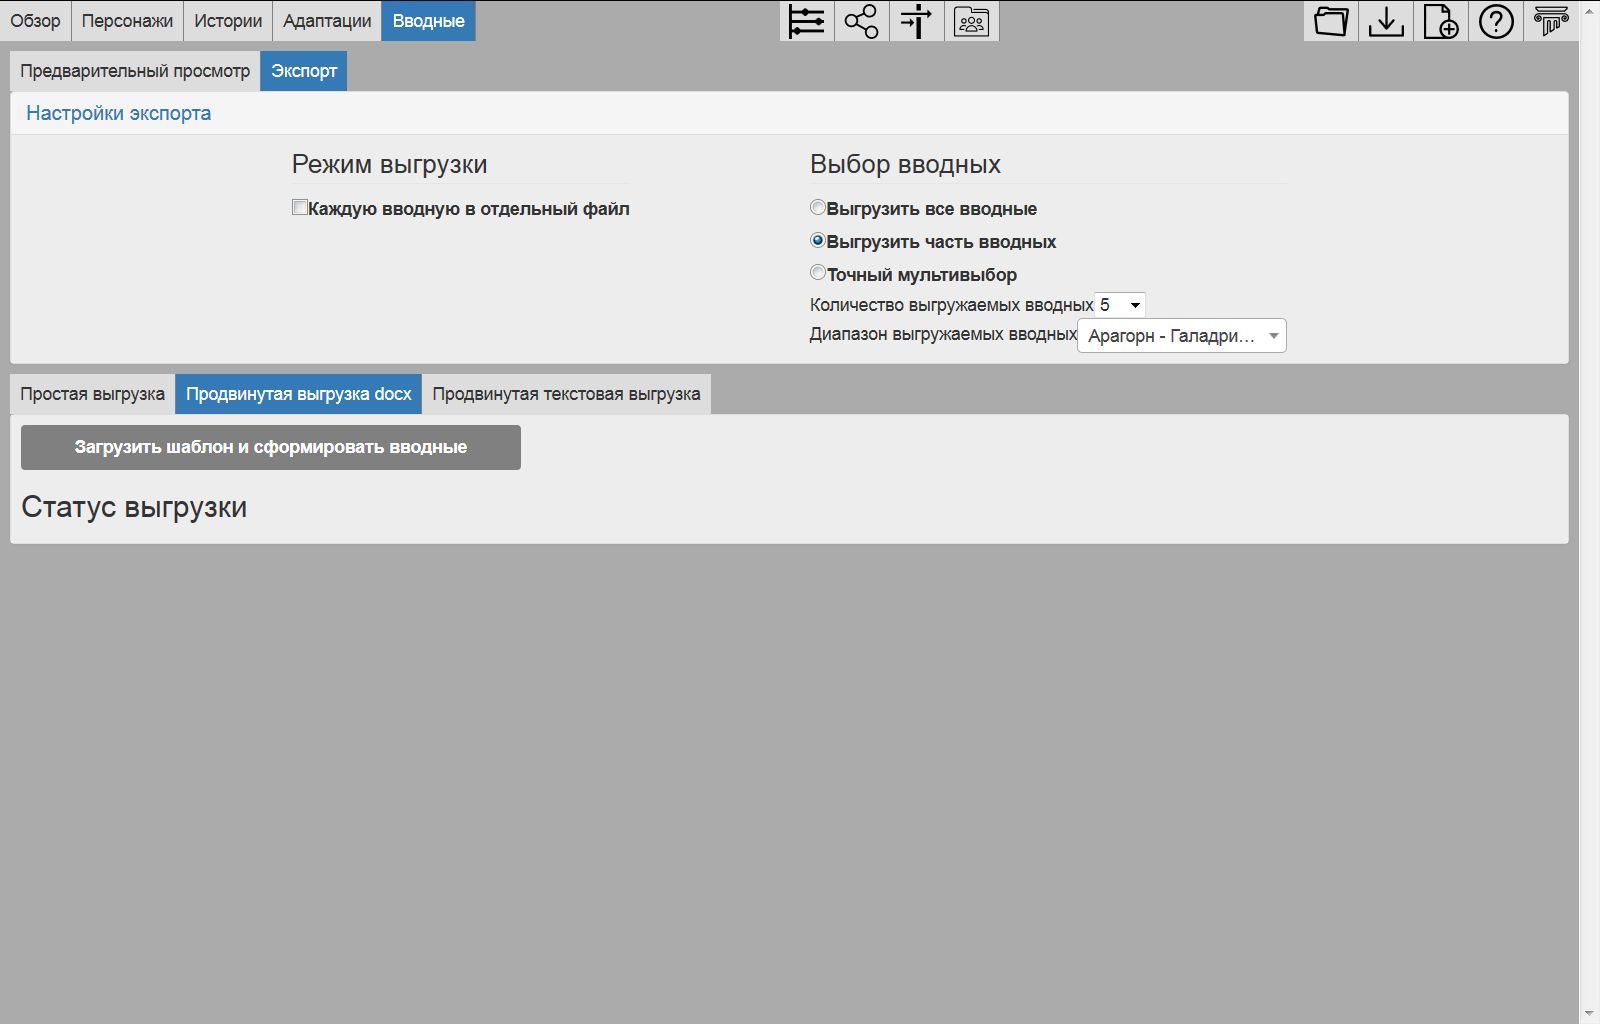 Обзор Персонажи Истории Адаптации Вводные
Предварительный просмотр Экспорт
Настройки экспорта
Режим выгрузки
Каждую вводную в отдельный файл
Выбор вводных
Выгрузить все вводные
Выгрузить часть вводных
Точный мультивыбор
Количество выгружаемых вводных 5
Диапазон выгружаемых вводных Арагорн - Галадри...
Простая выгрузка Продвинутая выгрузка docx Продвинутая текстовая выгрузка
Загрузить шаблон и сформировать вводные
Статус выгрузки